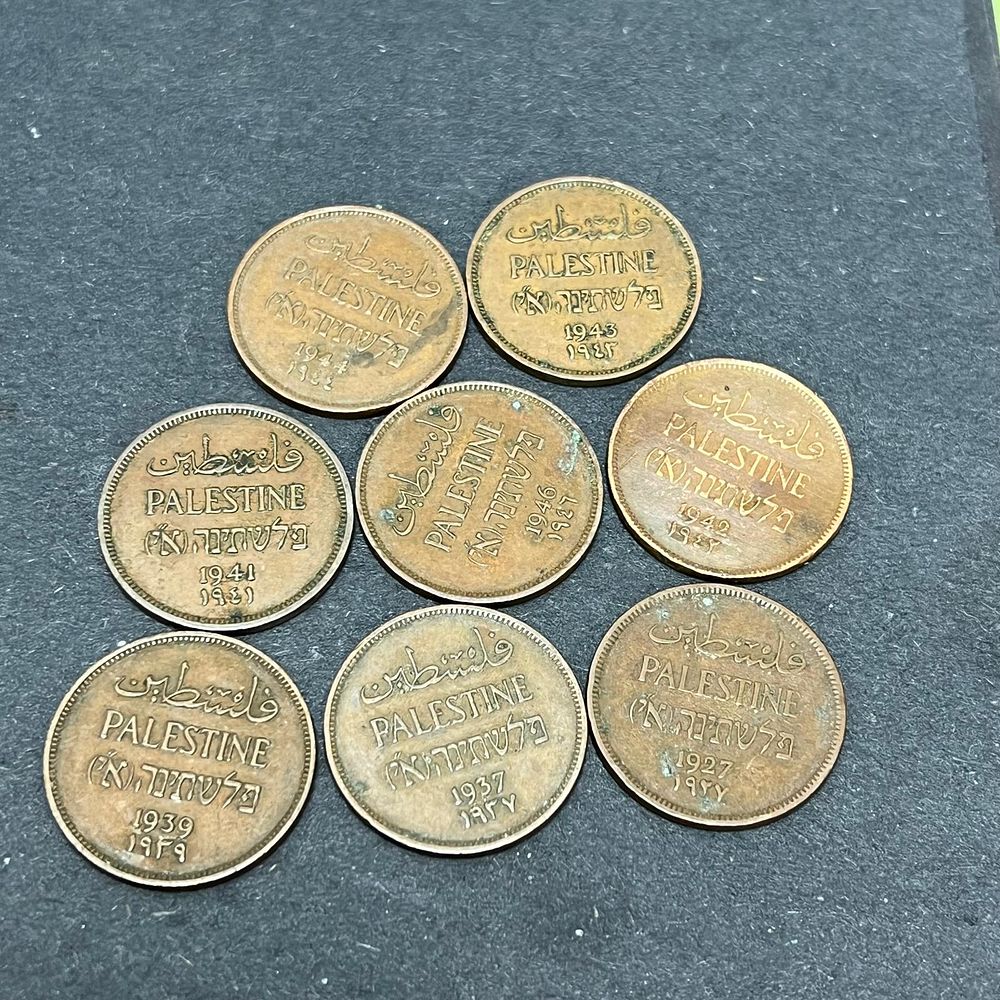 فلسطين
PALESTINE
פלשתינה (א״י)
1944
١٩٤٤
فلسطين
PALESTINE
פלשתינה (א״י)
1943
١٩٤٣
فلسطين
PALESTINE
פלשתינה (א״י)
1941
١٩٤١
فلسطين
PALESTINE
פלשתינה (א״י)
1946
١٩٤٦
فلسطين
PALESTINE
פלשתינה (א״י)
1942
١٩٤٢
فلسطين
PALESTINE
פלשתינה (א״י)
1939
١٩٣٩
فلسطين
PALESTINE
פלשתינה (א״י)
1937
١٩٣٧
فلسطين
PALESTINE
פלשתינה (א״י)
1927
١٩٢٧